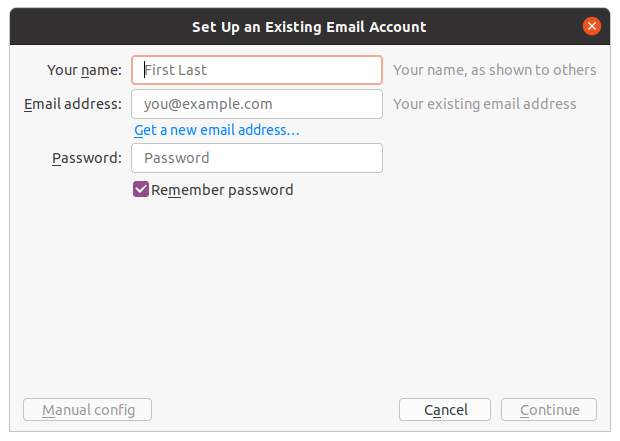 Set Up an Existing Email Account
Your name: First Last Your name, as shown to others
Email address: you@example.com Your existing email address
Get a new email address...
Password: Password
Remember password
Manual config Cancel Continue